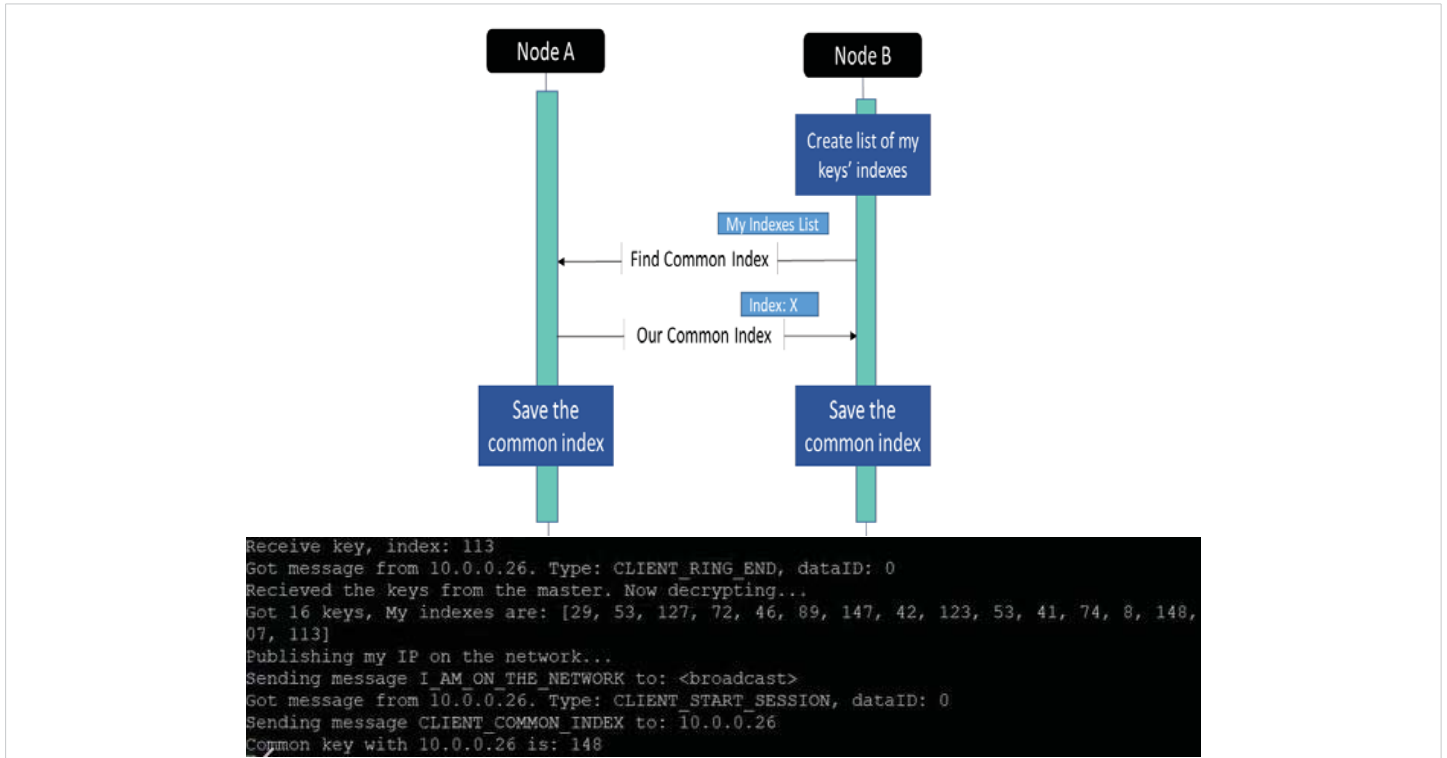 Node A
Node B
Create list of my
keys' indexes
My Indexes List
Find Common Index
Index: X
Our Common Index
Save the
common index
Save the
common index
Receive key, index: 113
Got message from 10.0.0.26. Type: CLIENT_RING_END, dataID: 0
Recieved the keys from the master. Now decrypting...
Got 16 keys, My indexes are: [29, 53, 127, 72, 46, 89, 147, 42, 123, 53, 41, 74, 8, 148,
07, 113]
Publishing my IP on the network...
Sending message I_AM_ON_THE_NETWORK to: <broadcast>
Got message from 10.0.0.26. Type: CLIENT_START_SESSION, dataID: 0
Sending message CLIENT_COMMON_INDEX to: 10.0.0.26
Common key with 10.0.0.26 is: 148